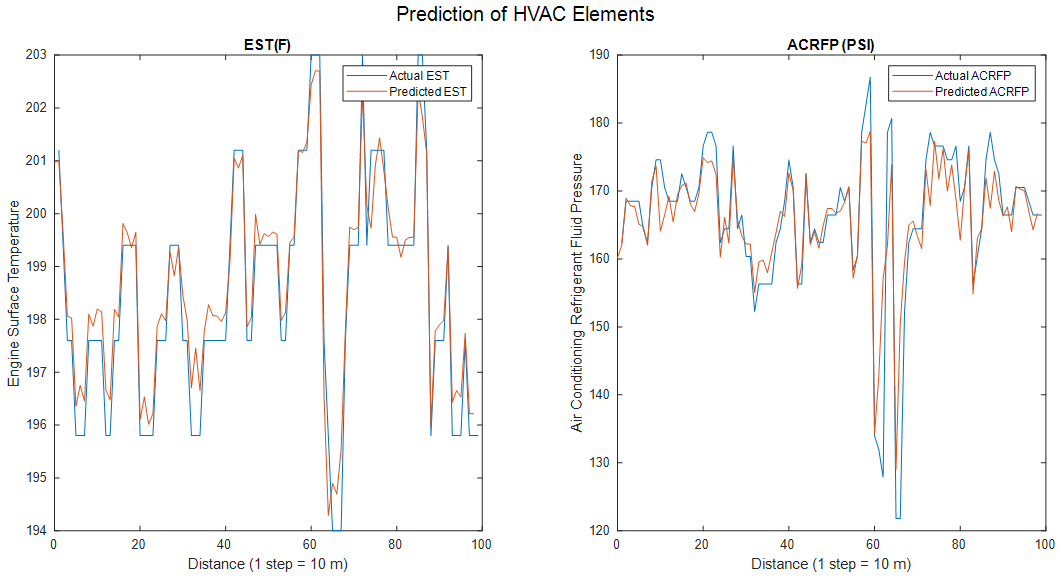 Prediction of HVAC Elements
EST(F)
Engine Surface Temperature
203
202
201
200
199
198
197
196
195
194
0 20 40 60 80 100
Distance (1 step = 10 m)
Actual EST
Predicted EST
ACRFP (PSI)
Air Conditioning Refrigerant Fluid Pressure
190
180
170
160
150
140
130
120
0 20 40 60 80 100
Distance (1 step = 10 m)
Actual ACRFP
Predicted ACRFP